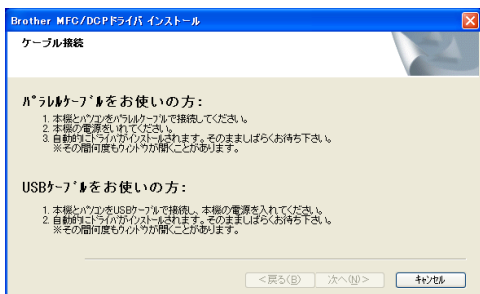 Brother MFC/DCPドライバ インストール
ケーブル接続
ﾊﾟﾗﾚﾙｹｰﾌﾞﾙをお使いの方:
1. 本機とﾊﾟｿｺﾝをﾊﾟﾗﾚﾙｹｰﾌﾞﾙで接続してください。
2. 本機の電源をいれてください。
3. 自動的にﾄﾞﾗｲﾊﾞがｲﾝｽﾄｰﾙされます。そのまましばらくお待ち下さい。
※その間何度もｳｨﾝﾄﾞｳが開くことがあります。
USBｹｰﾌﾞﾙをお使いの方:
1. 本機とﾊﾟｿｺﾝをUSBｹｰﾌﾞﾙで接続し、本機の電源を入れてください。
2. 自動的にﾄﾞﾗｲﾊﾞがｲﾝｽﾄｰﾙされます。そのまましばらくお待ち下さい。
※その間何度もｳｨﾝﾄﾞｳが開くことがあります。
<戻る(B) 次へ(N)> ｷｬﾝｾﾙ